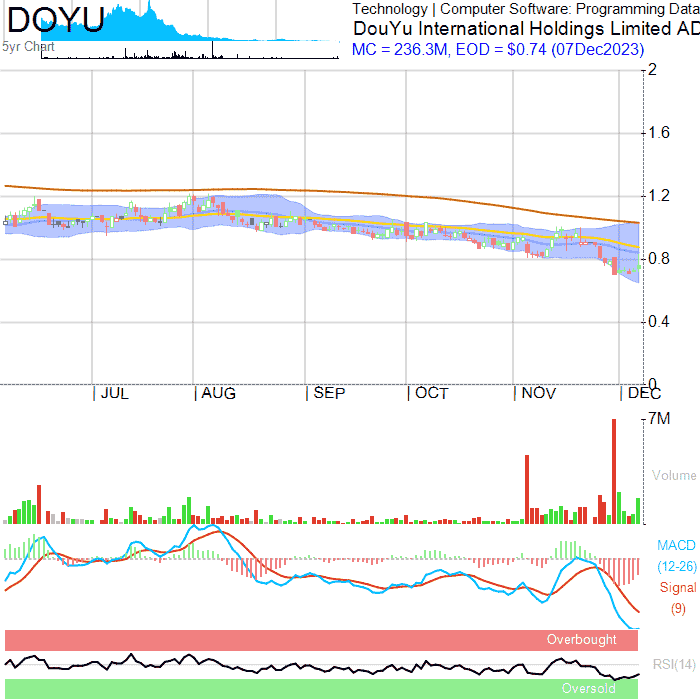 DOYU
Technology | Computer Software: Programming Data
DouYu International Holdings Limited AD
MC = 236.3M, EOD = $0.74 (07Dec2023)
5yr Chart
2
1.6
1.2
0.8
0.4
0
JUL AUG SEP OCT NOV DEC
7M
Volume
MACD
(12-26)
Signal
(9)
Overbought
RSI(14)
Oversold